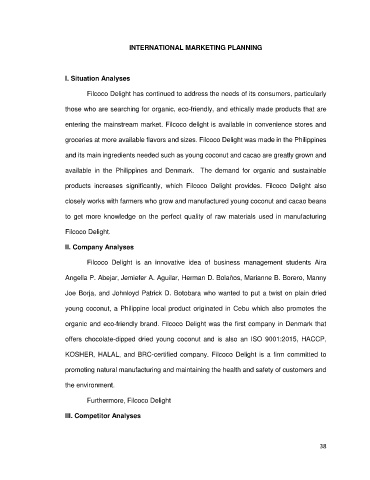 INTERNATIONAL MARKETING PLANNING
I. Situation Analyses
Filcoco Delight has continued to address the needs of its consumers, particularly
those who are searching for organic, eco-friendly, and ethically made products that are
entering the mainstream market. Filcoco delight is available in convenience stores and
groceries at more available flavors and sizes. Filcoco Delight was made in the Philippines
and its main ingredients needed such as young coconut and cacao are greatly grown and
available in the Philippines and Denmark. The demand for organic and sustainable
products increases significantly, which Filcoco Delight provides. Filcoco Delight also
closely works with farmers who grow and manufactured young coconut and cacao beans
to get more knowledge on the perfect quality of raw materials used in manufacturing
Filcoco Delight.
II. Company Analyses
Filcoco Delight is an innovative idea of business management students Aira
Angella P. Abejar, Jemiefer A. Aguilar, Herman D. Bolaños, Marianne B. Borero, Manny
Joe Borja, and Johnloyd Patrick D. Botobara who wanted to put a twist on plain dried
young coconut, a Philippine local product originated in Cebu which also promotes the
organic and eco-friendly brand. Filcoco Delight was the first company in Denmark that
offers chocolate-dipped dried young coconut and is also an ISO 9001:2015, HACCP,
KOSHER, HALAL, and BRC-certified company. Filcoco Delight is a firm committed to
promoting natural manufacturing and maintaining the health and safety of customers and
the environment.
Furthermore, Filcoco Delight
III. Competitor Analyses
38